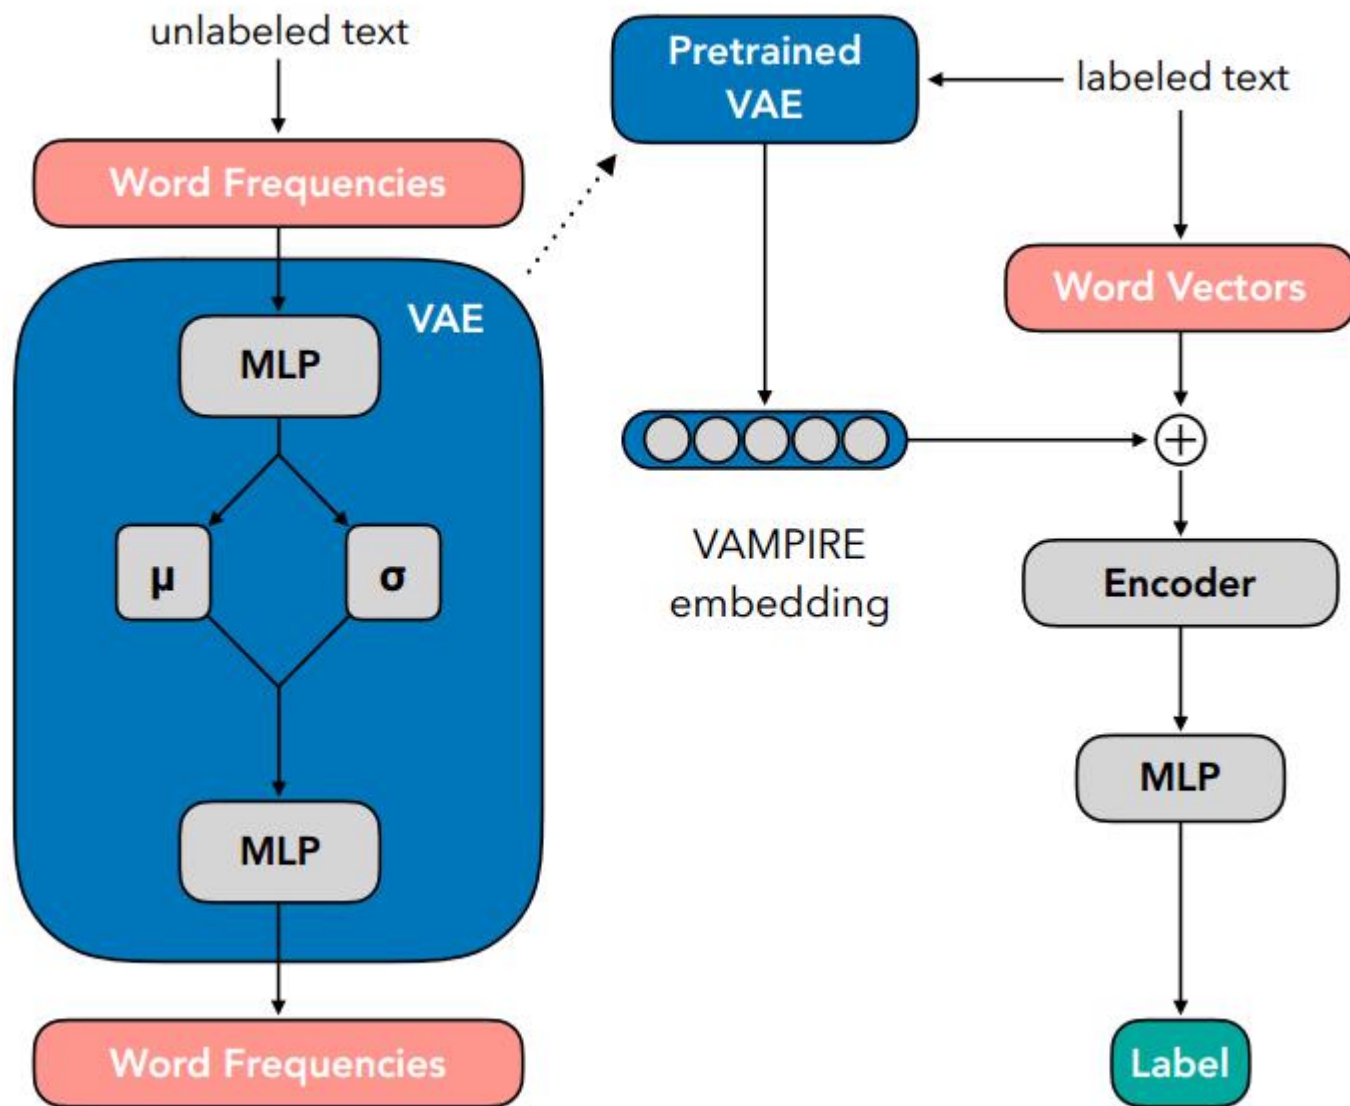 unlabeled text
Word Frequencies
VAE
MLP
μ
σ
MLP
Word Frequencies
Pretrained
VAE
VAMPIRE
embedding
labeled text
Word Vectors
+
Encoder
MLP
Label